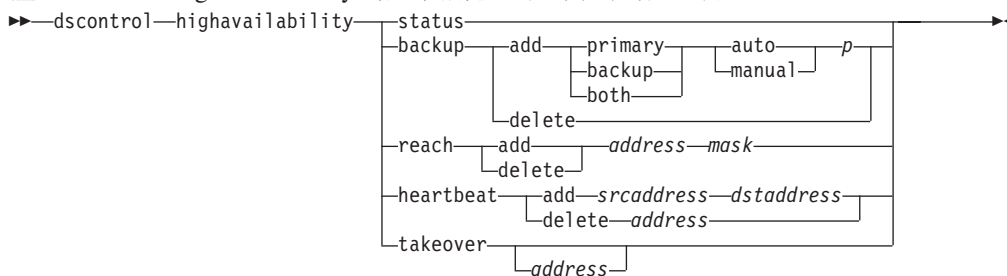 dscontrol highavailability status
backup add primary auto p
backup manual
both
delete
reach add address mask
delete
heartbeat add srcaddress dstaddress
delete address
takeover
address